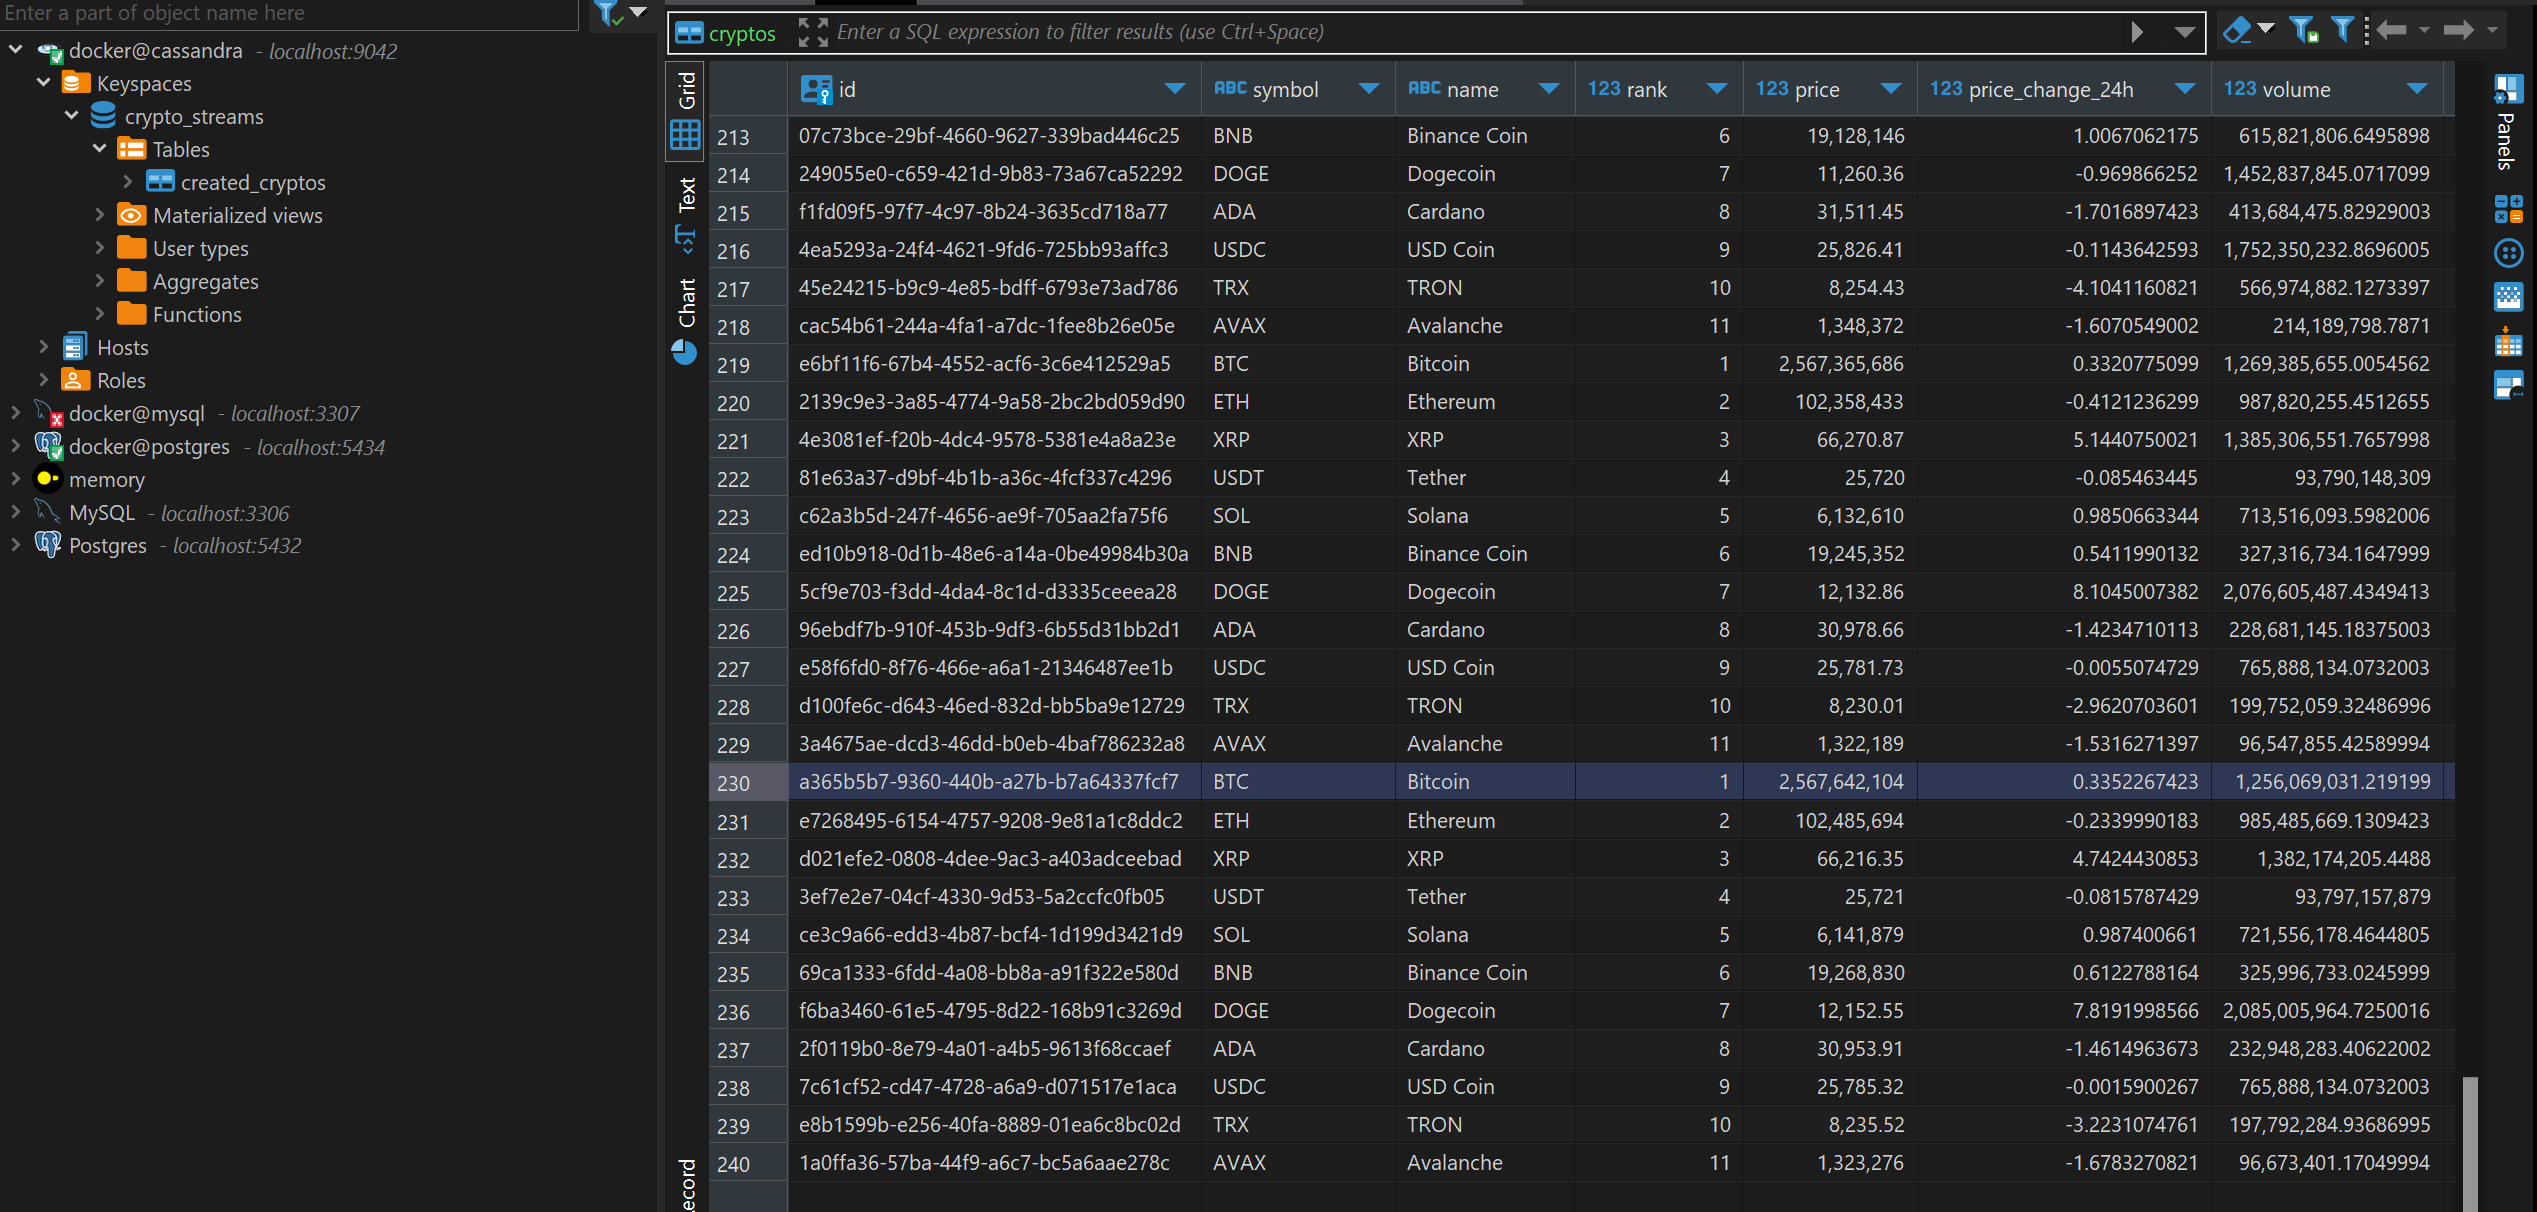 Enter a part of object name here
docker@cassandra - localhost:9042
Keyspaces
crypto_streams
Tables
created_cryptos
Materialized views
User types
Aggregates
Functions
Hosts
Roles
docker@mysql - localhost:3307
docker@postgres - localhost:5434
memory
MySQL - localhost:3306
Postgres - localhost:5432
cryptos Enter a SQL expression to filter results (use Ctrl+Space)
Grid
Text
Chart
ecord
id ABC symbol ABC name 123 rank 123 price 123 price_change_24h 123 volume
213 07c73bce-29bf-4660-9627-339bad446c25 BNB Binance Coin 6 19,128,146 1.0067062175 615,821,806.6495898
214 249055e0-c659-421d-9b83-73a67ca52292 DOGE Dogecoin 7 11,260.36 -0.969866252 1,452,837,845.0717099
215 f1fd09f5-97f7-4c97-8b24-3635cd718a77 ADA Cardano 8 31,511.45 -1.7016897423 413,684,475.82929003
216 4ea5293a-24f4-4621-9fd6-725bb93affc3 USDC USD Coin 9 25,826.41 -0.1143642593 1,752,350,232.8696005
217 45e24215-b9c9-4e85-bdff-6793e73ad786 TRX TRON 10 8,254.43 -4.1041160821 566,974,882.1273397
218 cac54b61-244a-4fa1-a7dc-1fee8b26e05e AVAX Avalanche 11 1,348,372 -1.6070549002 214,189,798.7871
219 e6bf11f6-67b4-4552-acf6-3c6e412529a5 BTC Bitcoin 1 2,567,365,686 0.3320775099 1,269,385,655.0054562
220 2139c9e3-3a85-4774-9a58-2bc2bd059d90 ETH Ethereum 2 102,358,433 -0.4121236299 987,820,255.4512655
221 4e3081ef-f20b-4dc4-9578-5381e4a8a23e XRP XRP 3 66,270.87 5.1440750021 1,385,306,551.7657998
222 81e63a37-d9bf-4b1b-a36c-4fcf337c4296 USDT Tether 4 25,720 -0.085463445 93,790,148,309
223 c62a3b5d-247f-4656-ae9f-705aa2fa75f6 SOL Solana 5 6,132,610 0.9850663344 713,516,093.5982006
224 ed10b918-0d1b-48e6-a14a-0be49984b30a BNB Binance Coin 6 19,245,352 0.5411990132 327,316,734.1647999
225 5cf9e703-f3dd-4da4-8c1d-d3335ceeea28 DOGE Dogecoin 7 12,132.86 8.1045007382 2,076,605,487.4349413
226 96ebdf7b-910f-453b-9df3-6b55d31bb2d1 ADA Cardano 8 30,978.66 -1.4234710113 228,681,145.18375003
227 e58f6fd0-8f76-466e-a6a1-21346487ee1b USDC USD Coin 9 25,781.73 -0.0055074729 765,888,134.0732003
228 d100fe6c-d643-46ed-832d-bb5ba9e12729 TRX TRON 10 8,230.01 -2.9620703601 199,752,059.32486996
229 3a4675ae-dcd3-46dd-b0eb-4baf786232a8 AVAX Avalanche 11 1,322,189 -1.5316271397 96,547,855.42589994
230 a365b5b7-9360-440b-a27b-b7a64337fcf7 BTC Bitcoin 1 2,567,642,104 0.3352267423 1,256,069,031.219199
231 e7268495-6154-4757-9208-9e81a1c8ddc2 ETH Ethereum 2 102,485,694 -0.2339990183 985,485,669.1309423
232 d021efe2-0808-4dee-9ac3-a403adceebad XRP XRP 3 66,216.35 4.7424430853 1,382,174,205.4488
233 3ef7e2e7-04cf-4330-9d53-5a2ccfc0fb05 USDT Tether 4 25,721 -0.0815787429 93,797,157,879
234 ce3c9a66-edd3-4b87-bcf4-1d199d3421d9 SOL Solana 5 6,141,879 0.987400661 721,556,178.4644805
235 69ca1333-6fdd-4a08-bb8a-a91f322e580d BNB Binance Coin 6 19,268,830 0.6122788164 325,996,733.0245999
236 f6ba3460-61e5-4795-8d22-168b91c3269d DOGE Dogecoin 7 12,152.55 7.8191998566 2,085,005,964.7250016
237 2f0119b0-8e79-4a01-a4b5-9613f68ccaef ADA Cardano 8 30,953.91 -1.4614963673 232,948,283.40622002
238 7c61cf52-cd47-4728-a6a9-d071517e1aca USDC USD Coin 9 25,785.32 -0.0015900267 765,888,134.0732003
239 e8b1599b-e256-40fa-8889-01ea6c8bc02d TRX TRON 10 8,235.52 -3.2231074761 197,792,284.93686995
240 1a0ffa36-57ba-44f9-a6c7-bc5a6aae278c AVAX Avalanche 11 1,323,276 -1.6783270821 96,673,401.17049994
Panels